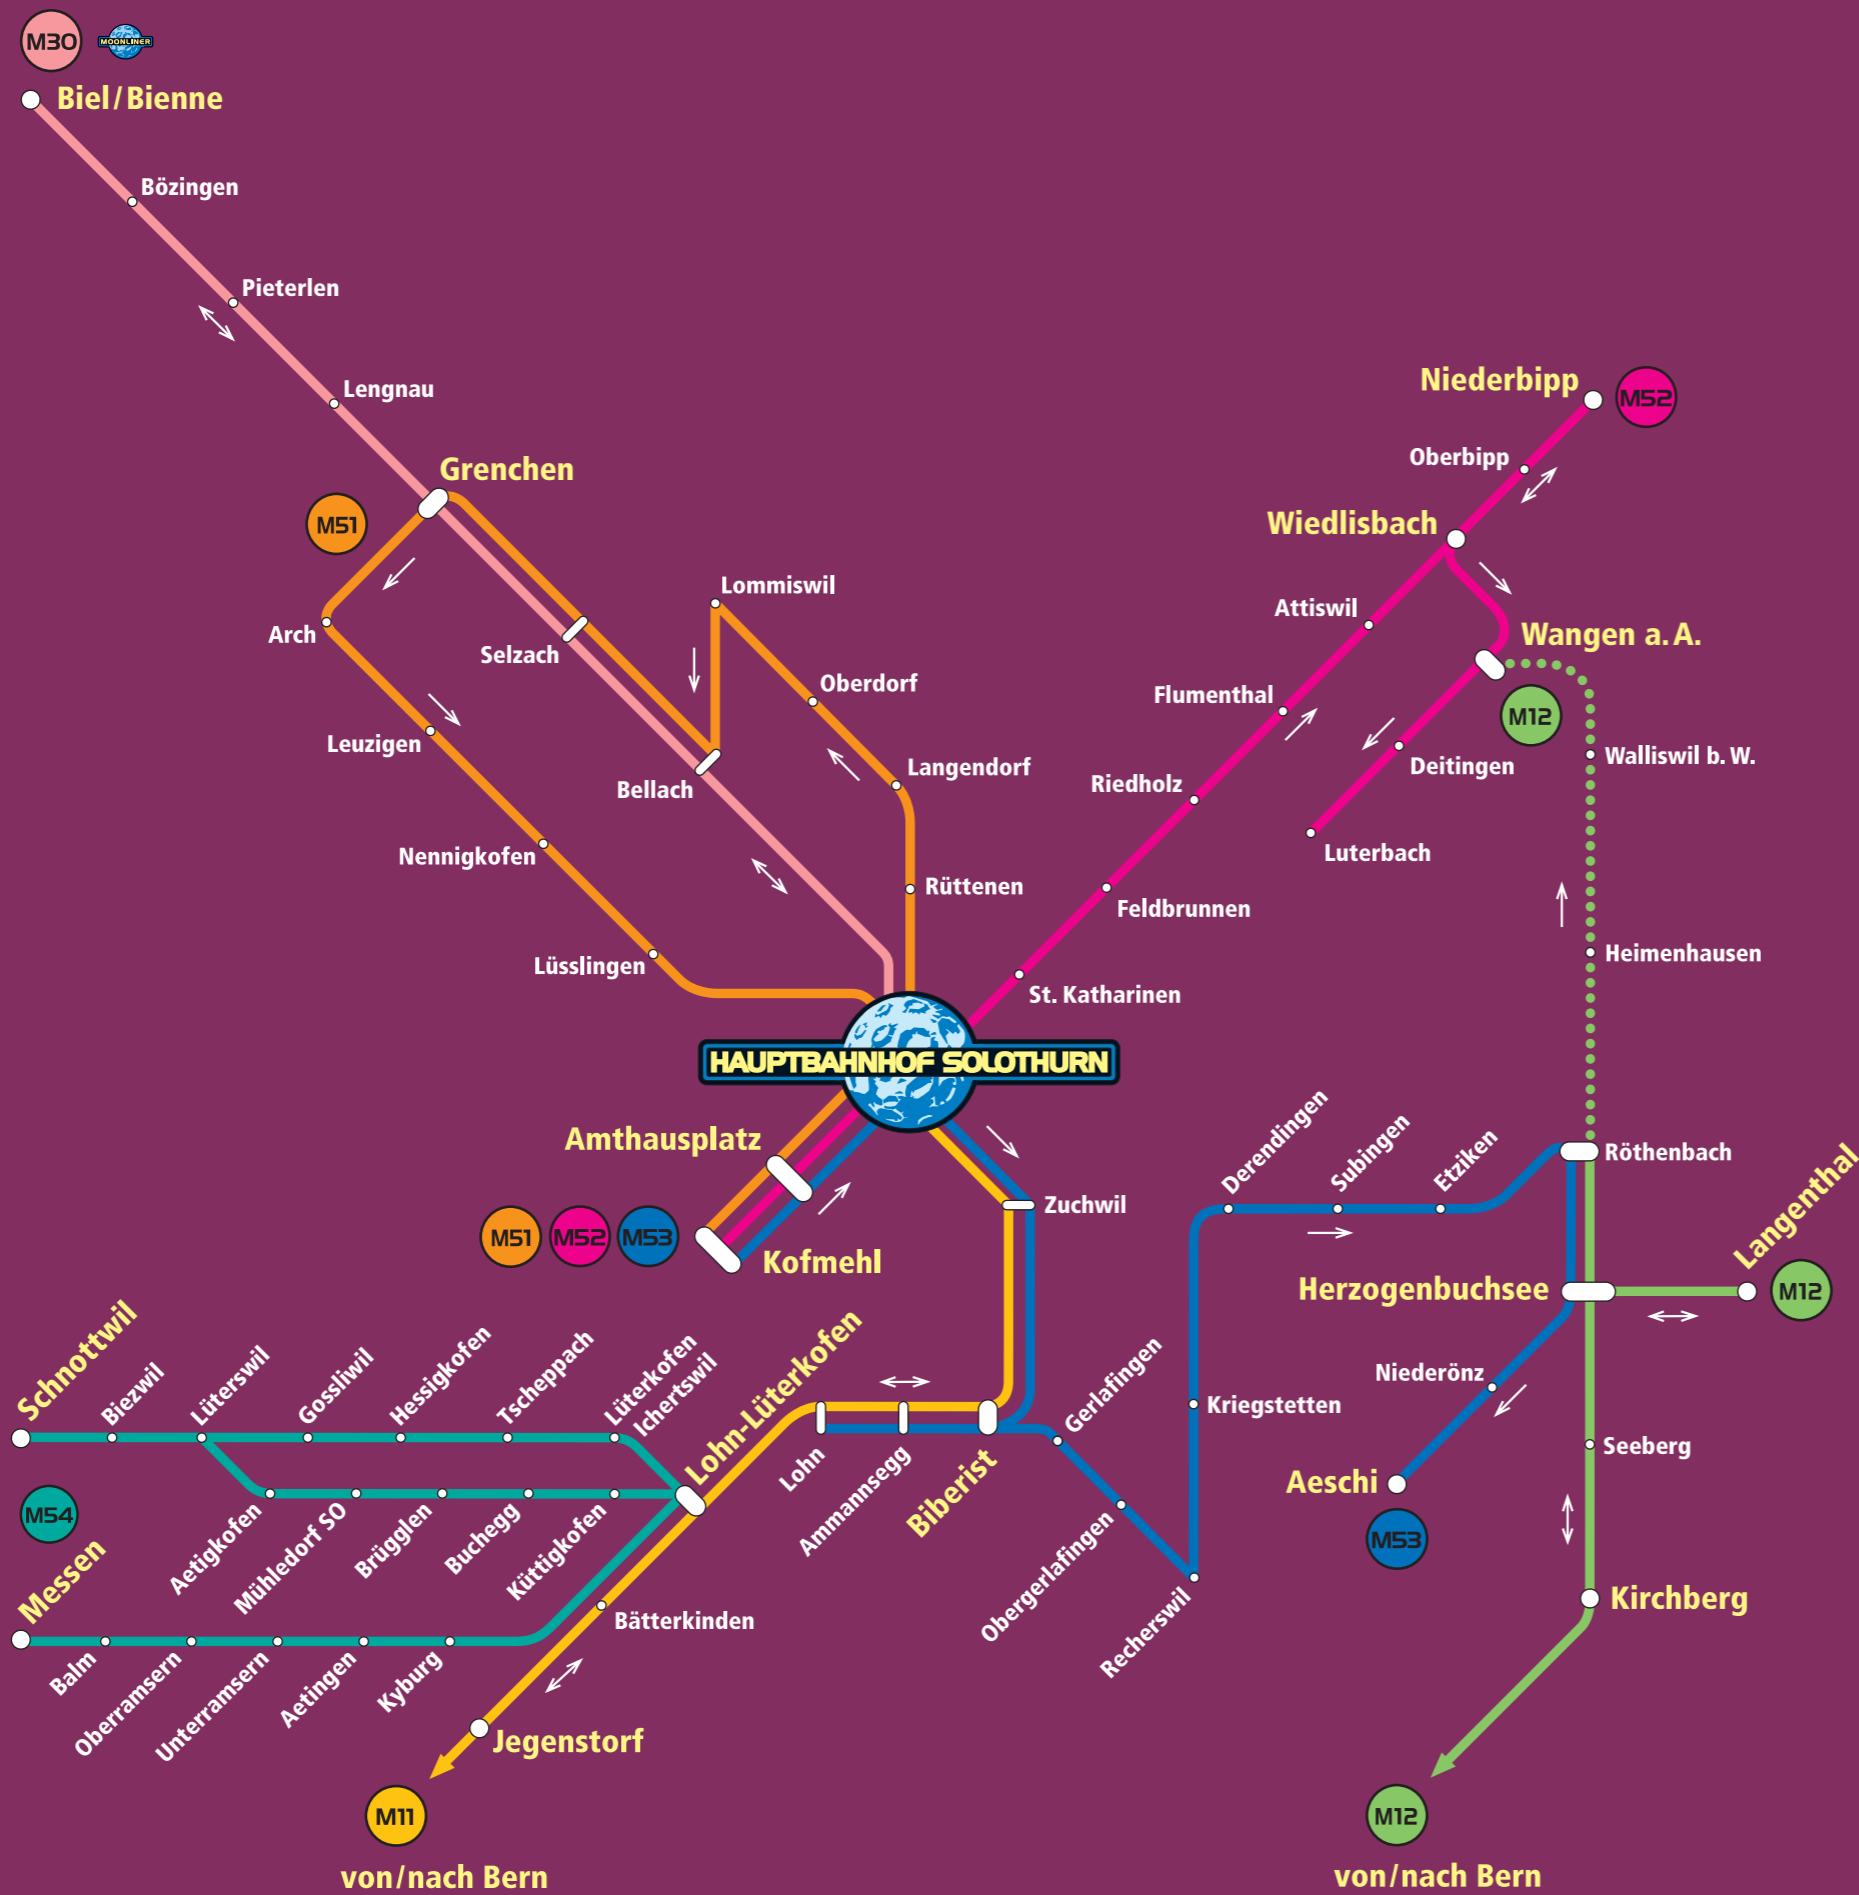 M30
MOONLINER
Biel/Bienne
Bözingen
Pieterlen
Lengnau
Grenchen
M51
Arch
Selzach
Leuzigen
Bellach
Nennigkofen
Lüsslingen
Lommiswil
Oberdorf
Langendorf
Rüttenen
Niederbipp
M52
Oberbipp
Wiedlisbach
Attiswil
Wangen a. A.
M12
Flumenthal
Deitingen
Walliswil b. W.
Riedholz
Luterbach
Feldbrunnen
Heimenhausen
St. Katharinen
HAUPTBAHNHOF SOLOTHURN
Amthausplatz
M51
M52
M53
Kofmehl
Zuchwil
Derendingen
Subingen
Etziken
Röthenbach
Langenthal
M12
Herzogenbuchsee
Niederönz
Kriegstetten
Seeberg
Aeschi
M53
Kirchberg
Schnottwil
Biezwil
Lüterswil
Gossliwil
Hessigkofen
Tscheppach
Lüterkofen
Ichertswil
Lohn-Lüterkofen
Lohn
Ammannsegg
Biberist
Gerlafingen
Obergerlafingen
Recherswil
M54
Aetigkofen
Mühledorf SO
Brügglen
Buchegg
Küttigkofen
Messen
Balm
Oberramsern
Unterramsern
Aetingen
Kyburg
Bätterkinden
Jegenstorf
M11
von/nach Bern
M12
von/nach Bern